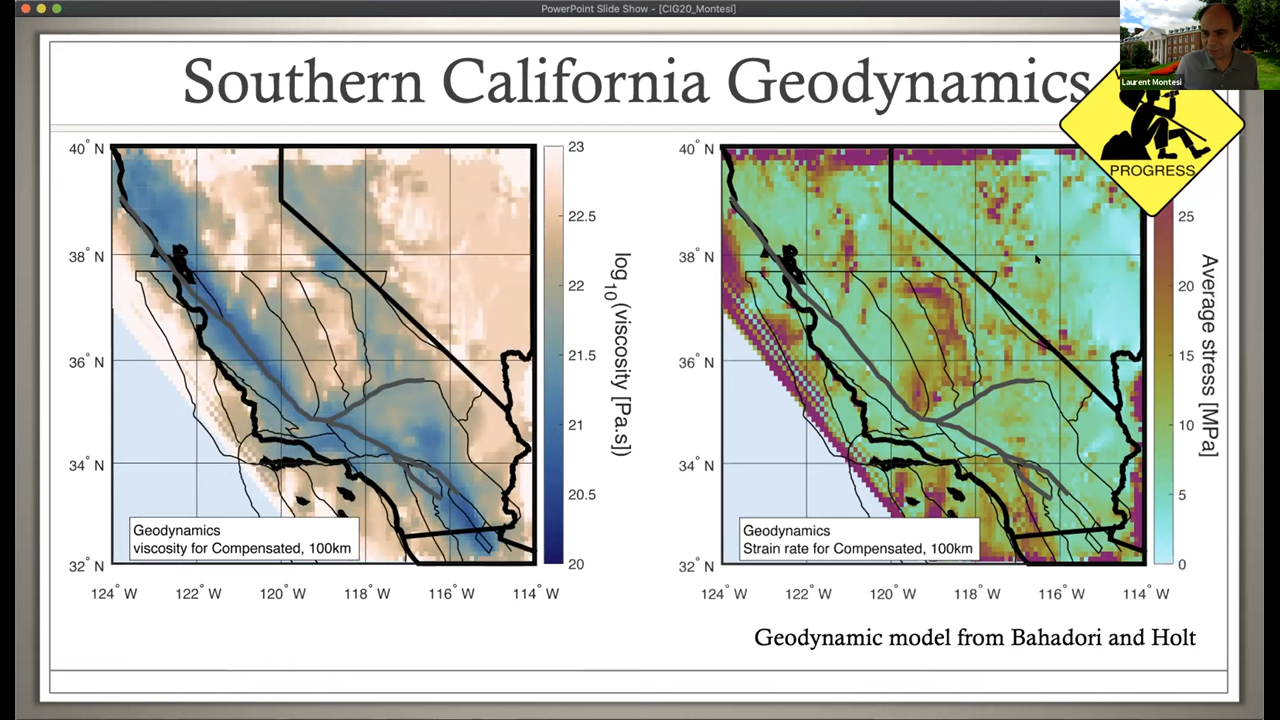 PowerPoint Slide Show - [CIG20_Montesi]
Laurent Montesi
Southern California Geodynamics
PROGRESS
40° N
38° N
36° N
34° N
32° N
124° W
122° W
120° W
118° W
116° W
114° W
23
22.5
22
21.5
21
20.5
20
log10(viscosity [Pa.s])
Geodynamics
viscosity for Compensated, 100km
40° N
38° N
36° N
34° N
32° N
124° W
122° W
120° W
118° W
116° W
114° W
25
20
15
10
5
0
Average stress [MPa]
Geodynamics
Strain rate for Compensated, 100km
Geodynamic model from Bahadori and Holt